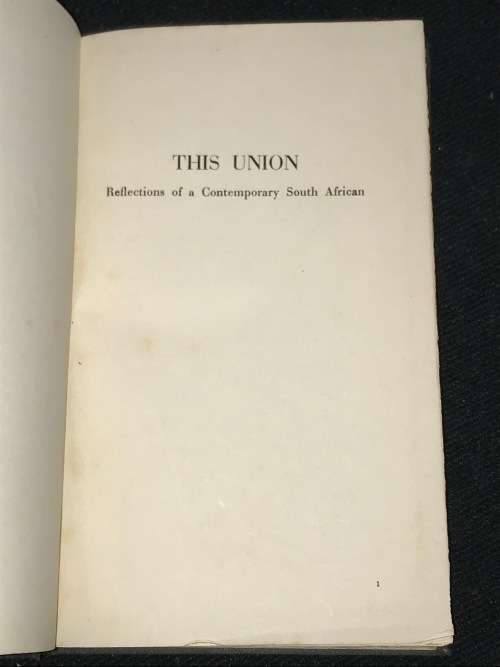 THIS UNION
Reflections of a Contemporary South African
1